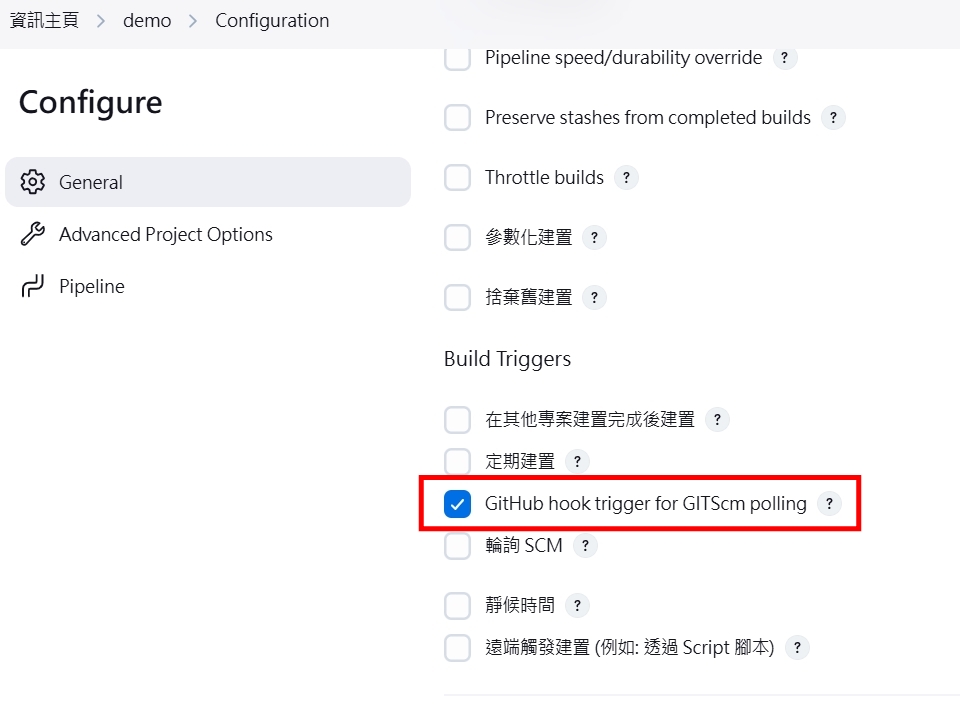 資訊主頁 > demo > Configuration
Configure
General
Advanced Project Options
Pipeline
Pipeline speed/durability override ?
Preserve stashes from completed builds ?
Throttle builds ?
參數化建置 ?
捨棄舊建置 ?
Build Triggers
在其他專案建置完成後建置 ?
定期建置 ?
GitHub hook trigger for GITScm polling ?
輪詢 SCM ?
靜候時間 ?
遠端觸發建置 (例如: 透過 Script 腳本) ?